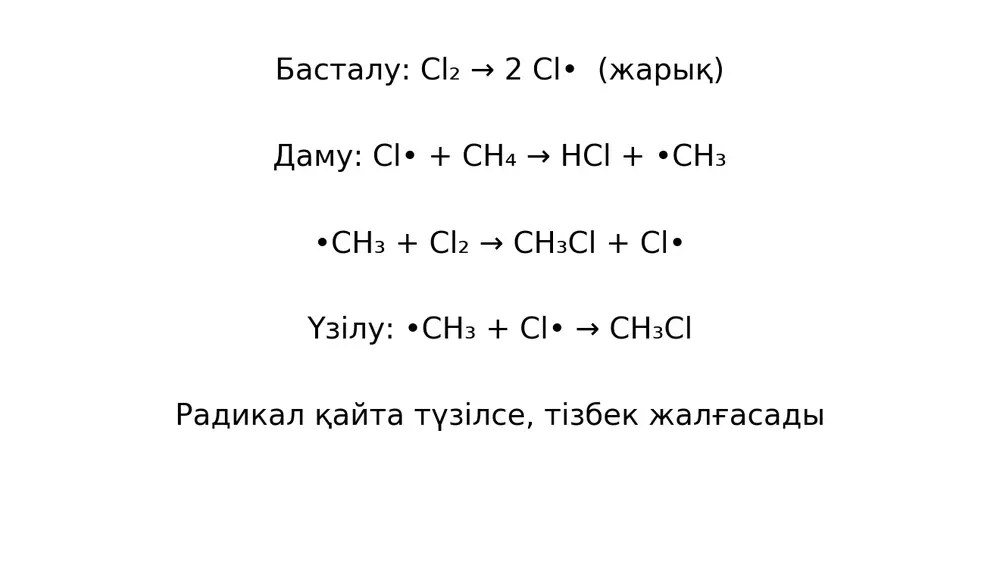 Басталу: Cl₂ → 2 Cl•  (жарық)
Даму: Cl• + CH₄ → HCl + •CH₃
•CH₃ + Cl₂ → CH₃Cl + Cl•
Үзілу: •CH₃ + Cl• → CH₃Cl
Радикал қайта түзілсе, тізбек жалғасады